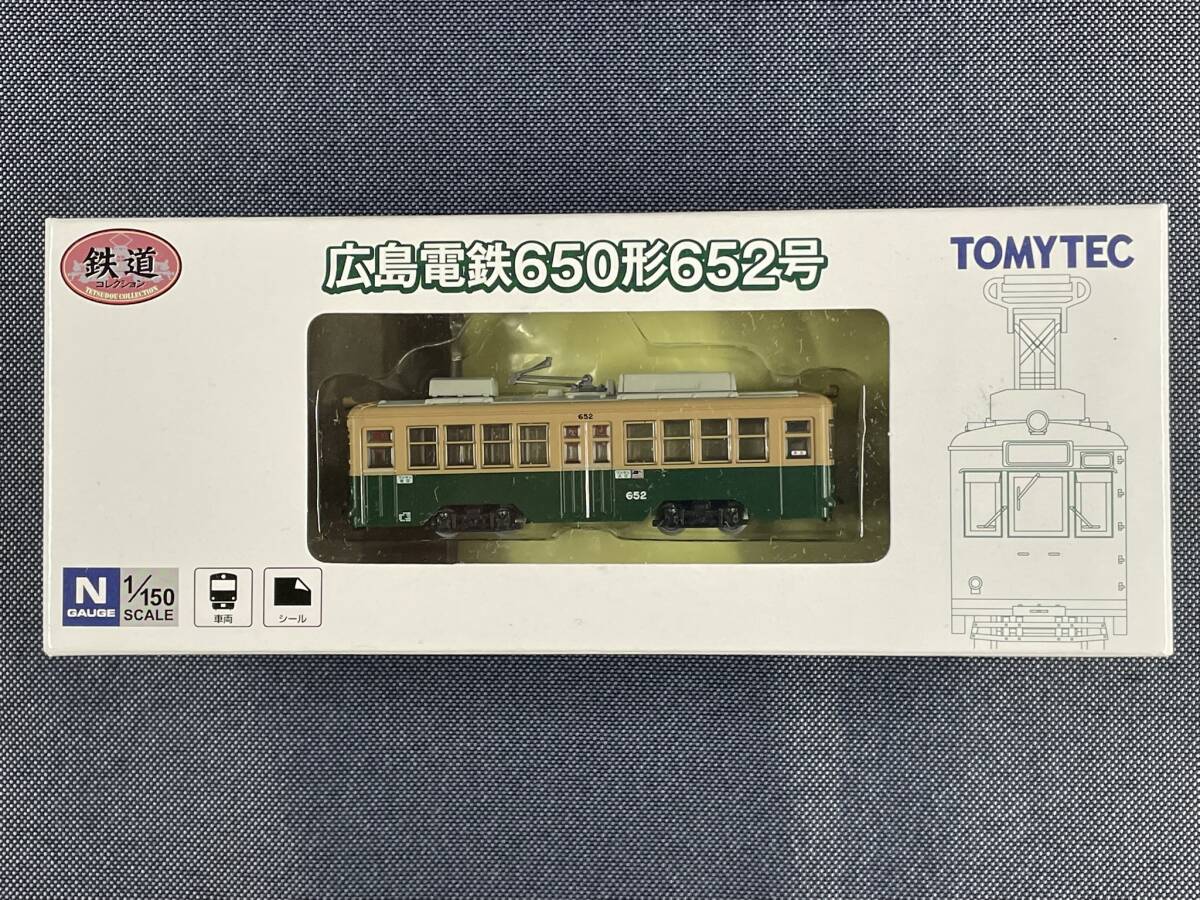 鉄道
コレクション
TETSUDOU COLLECTION
広島電鉄650形652号
TOMYTEC
652
652
N
GAUGE
1/150
SCALE
車両
シール